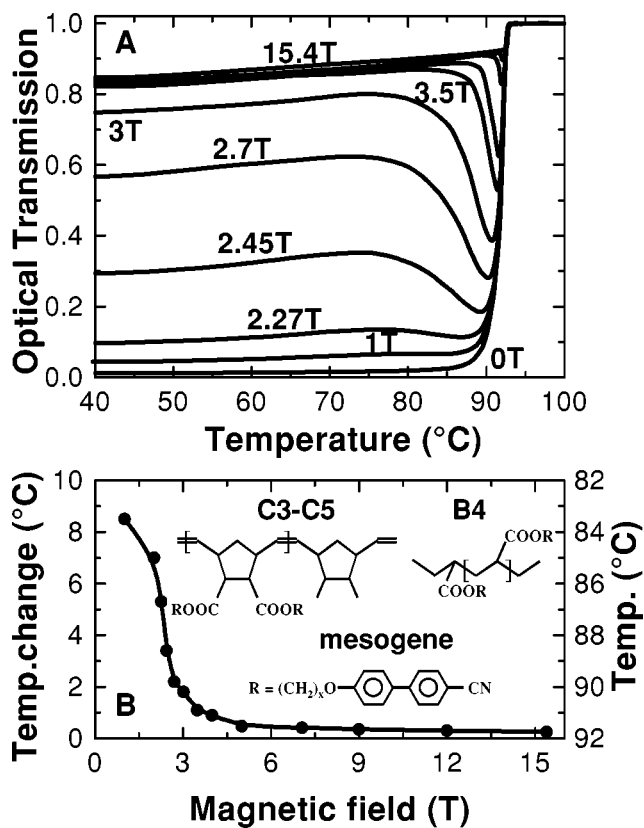 A
Optical Transmission
1.0
0.8
0.6
0.4
0.2
0.0
15.4T
3.5T
3T
2.7T
2.45T
2.27T
1T
0T
40 50 60 70 80 90 100
Temperature (°C)
B
Temp.change (°C)
10
8
6
4
2
0
C3-C5
B4
ROOC
COOR
COOR
COOR
mesogene
R = (CH2)xO
CN
82
84
86
88
90
92
Temp. (°C)
0 3 6 9 12 15
Magnetic field (T)